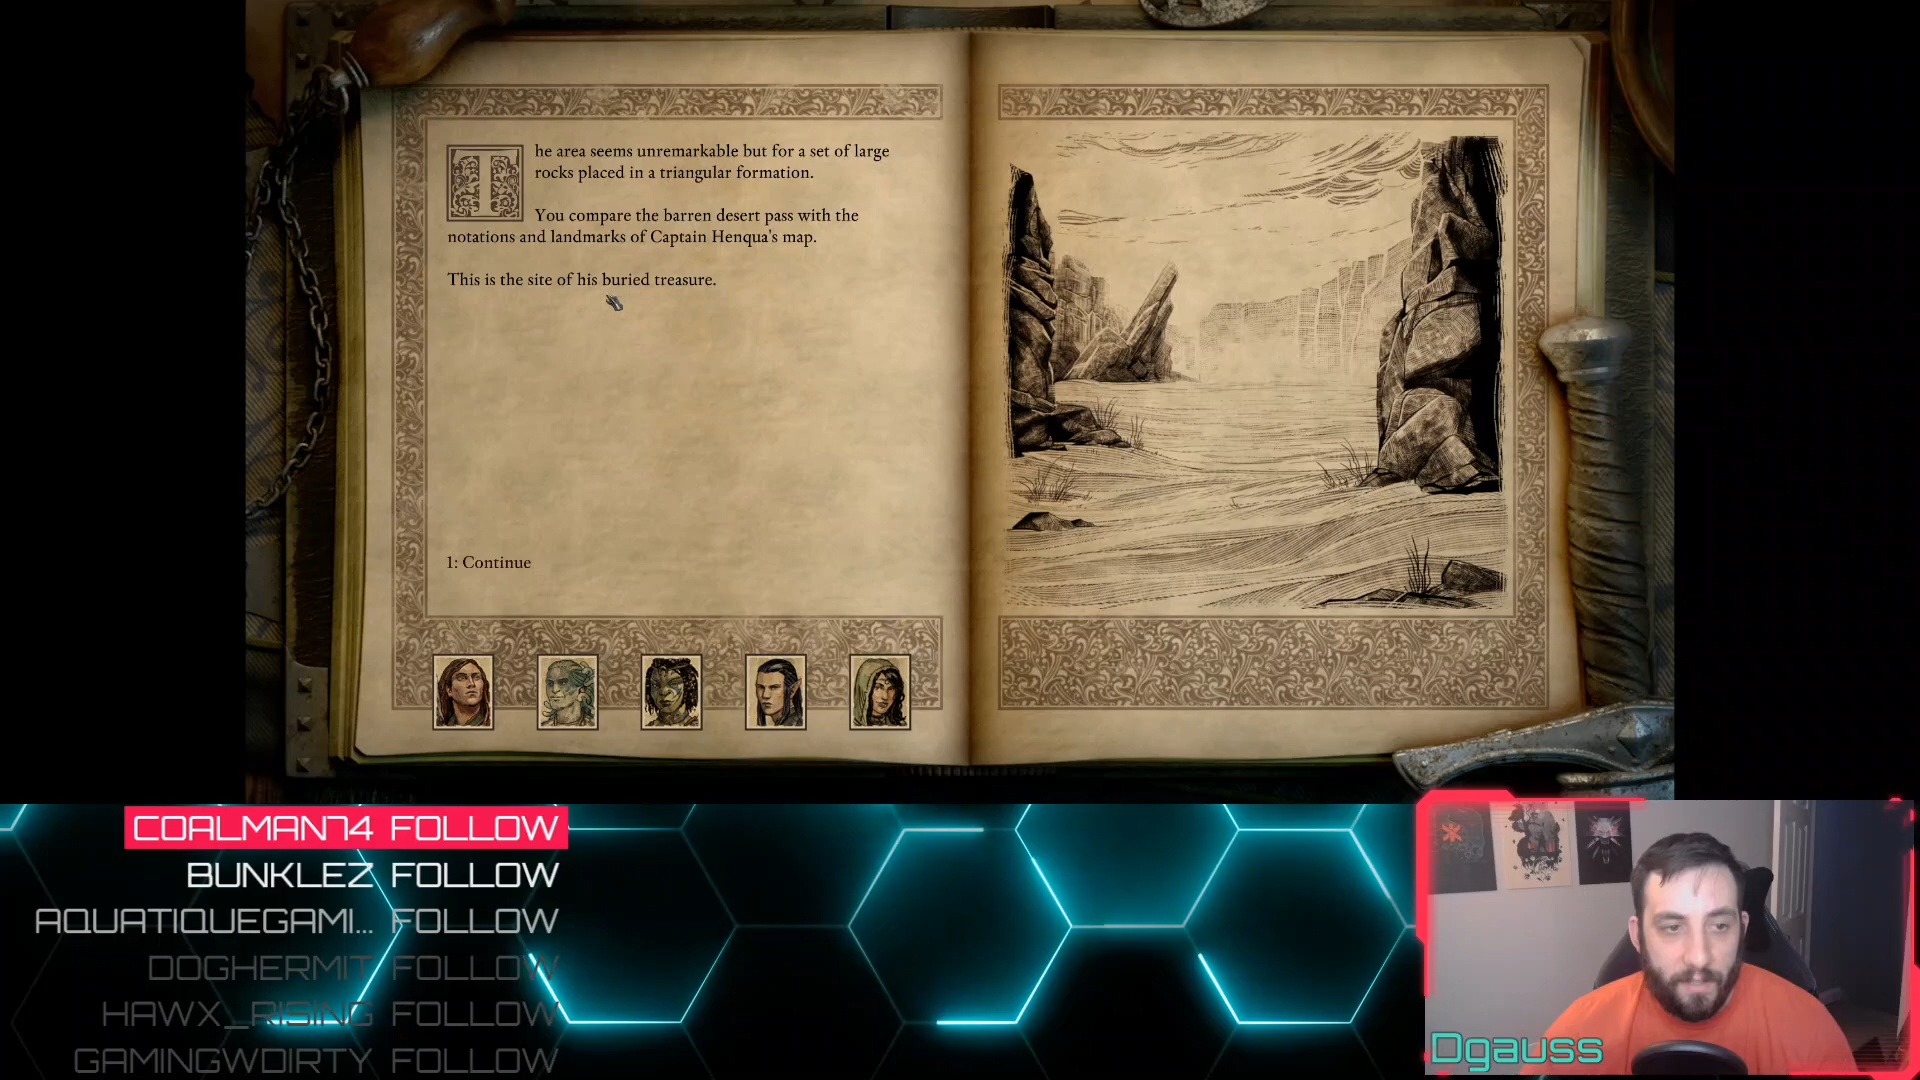 The area seems unremarkable but for a set of large
rocks placed in a triangular formation.
You compare the barren desert pass with the
notations and landmarks of Captain Henqua's map.
This is the site of his buried treasure.
1: Continue
COALMAN74 FOLLOW
BUNKLEZ FOLLOW
AQUATIQUEGAMI... FOLLOW
DOGHERMIT FOLLOW
HAWX_RISING FOLLOW
GAMINGWDIRTY FOLLOW
Dgauss